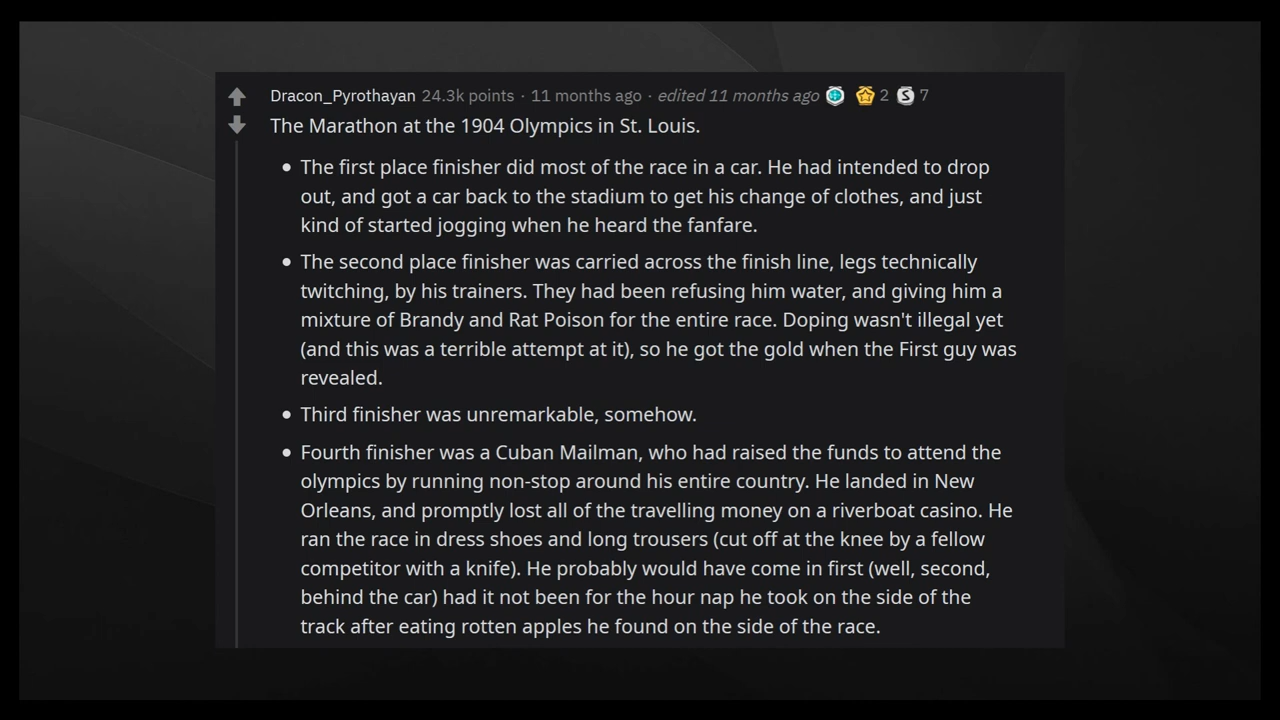 Dracon_Pyrothayan 24.3k points · 11 months ago · edited 11 months ago 2 S 7
The Marathon at the 1904 Olympics in St. Louis.
• The first place finisher did most of the race in a car. He had intended to drop
out, and got a car back to the stadium to get his change of clothes, and just
kind of started jogging when he heard the fanfare.
• The second place finisher was carried across the finish line, legs technically
twitching, by his trainers. They had been refusing him water, and giving him a
mixture of Brandy and Rat Poison for the entire race. Doping wasn't illegal yet
(and this was a terrible attempt at it), so he got the gold when the First guy was
revealed.
• Third finisher was unremarkable, somehow.
• Fourth finisher was a Cuban Mailman, who had raised the funds to attend the
olympics by running non-stop around his entire country. He landed in New
Orleans, and promptly lost all of the travelling money on a riverboat casino. He
ran the race in dress shoes and long trousers (cut off at the knee by a fellow
competitor with a knife). He probably would have come in first (well, second,
behind the car) had it not been for the hour nap he took on the side of the
track after eating rotten apples he found on the side of the race.